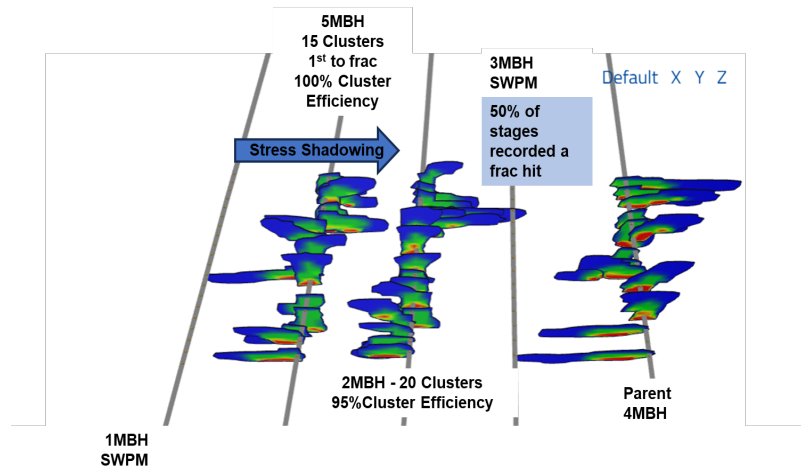 5MBH
15 Clusters
1st to frac
100% Cluster
Efficiency
3MBH
SWPM
Default X Y Z
50% of
stages
recorded a
frac hit
Stress Shadowing
2MBH - 20 Clusters
95%Cluster Efficiency
Parent
4MBH
1MBH
SWPM